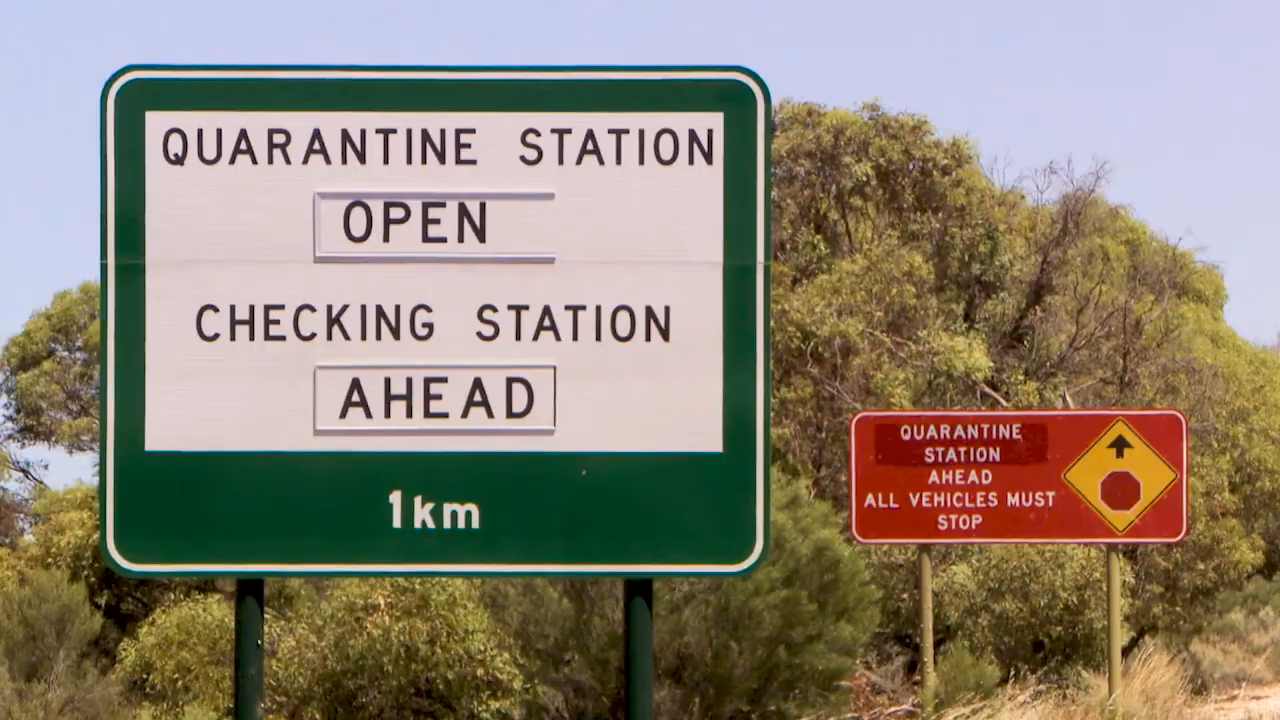 QUARANTINE STATION
OPEN
CHECKING STATION
AHEAD
1km
QUARANTINE
STATION
AHEAD
ALL VEHICLES MUST
STOP